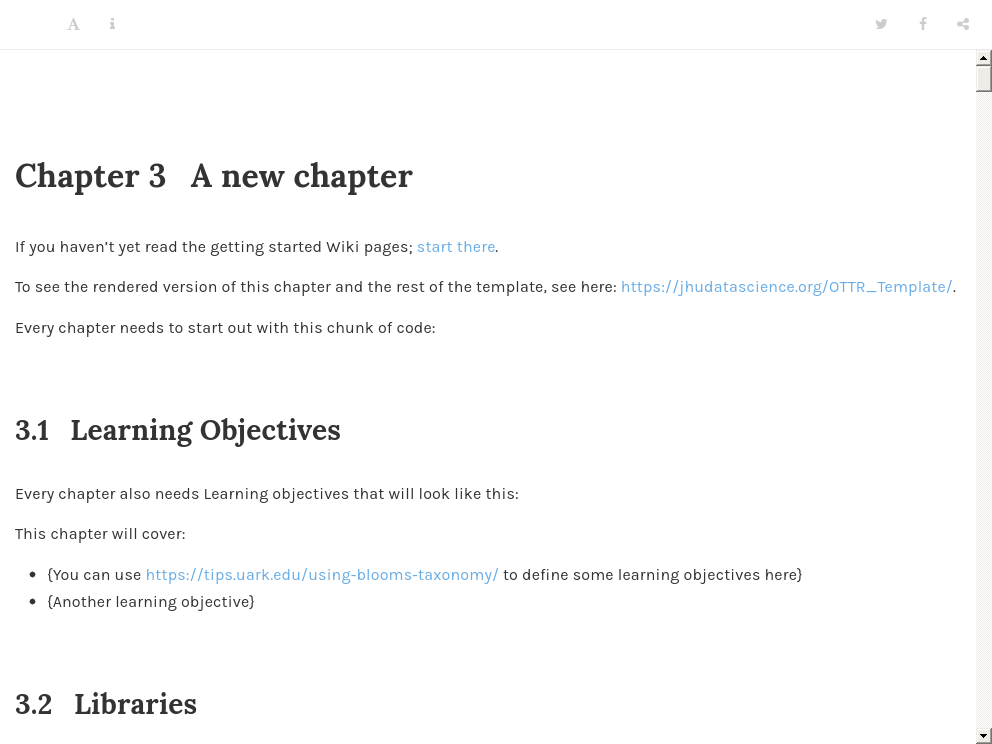 Chapter 3 A new chapter
If you haven’t yet read the getting started Wiki pages; start there.
To see the rendered version of this chapter and the rest of the template, see here: https://jhudatascience.org/OTTR_Template/.
Every chapter needs to start out with this chunk of code:
3.1 Learning Objectives
Every chapter also needs Learning objectives that will look like this:
This chapter will cover:
• {You can use https://tips.uark.edu/using-blooms-taxonomy/ to define some learning objectives here}
• {Another learning objective}
3.2 Libraries